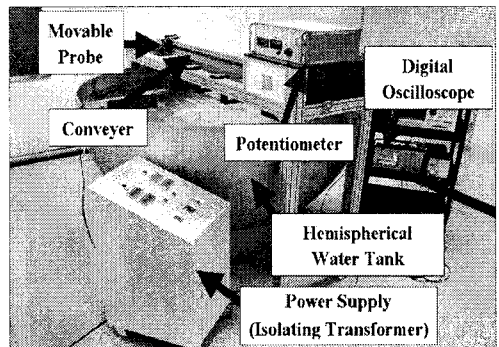 Movable
Probe
Digital
Oscilloscope
Conveyer
Potentiometer
Hemispherical
Water Tank
Power Supply
(Isolating Transformer)